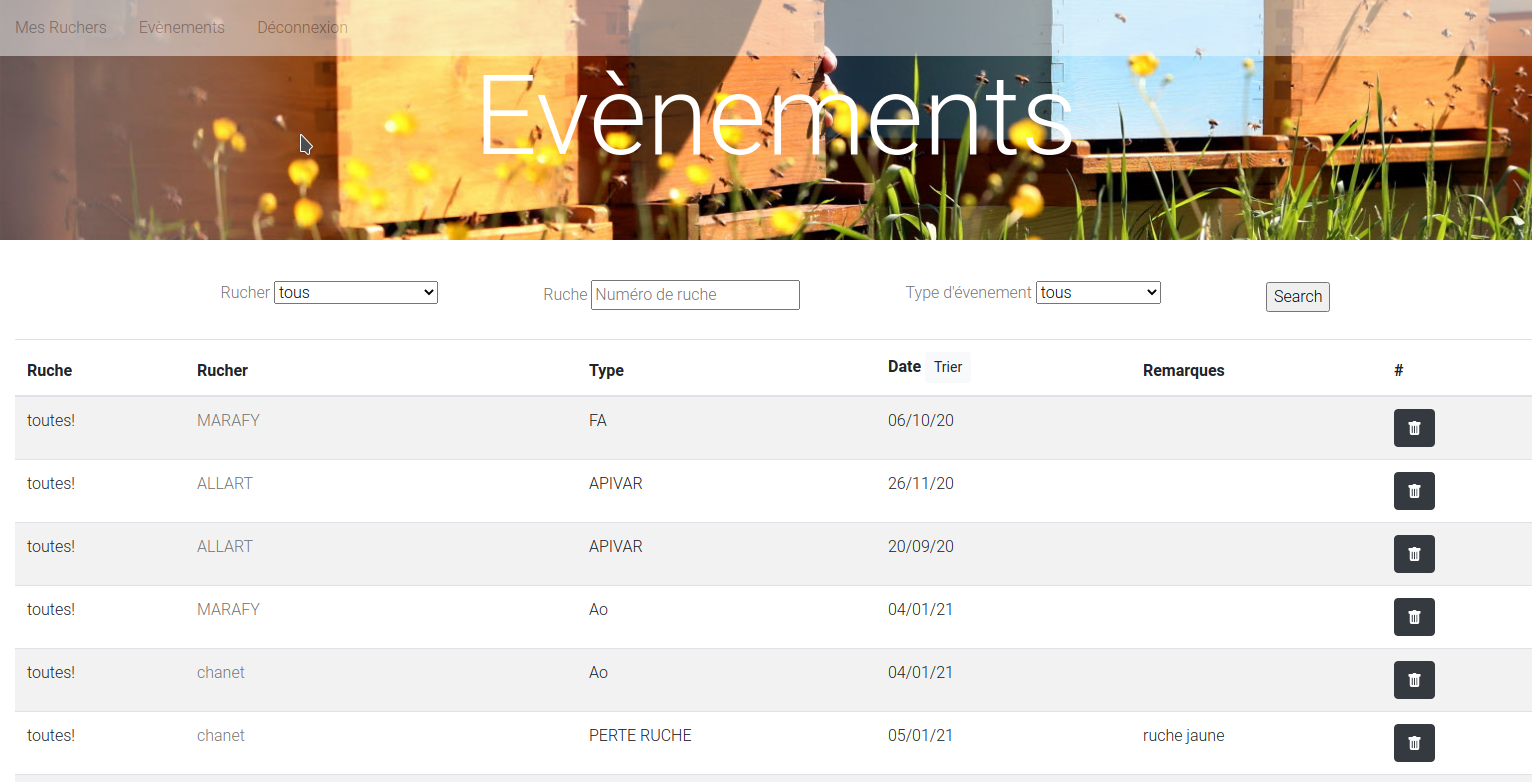 Mes Ruchers Evènements Déconnexion
Evènements
Rucher tous Ruche Numéro de ruche Type d'évenement tous Search
Ruche Rucher Type Date Trier Remarques #
toutes! MARAFY FA 06/10/20
toutes! ALLART APIVAR 26/11/20
toutes! ALLART APIVAR 20/09/20
toutes! MARAFY Ao 04/01/21
toutes! chanet Ao 04/01/21
toutes! chanet PERTE RUCHE 05/01/21 ruche jaune